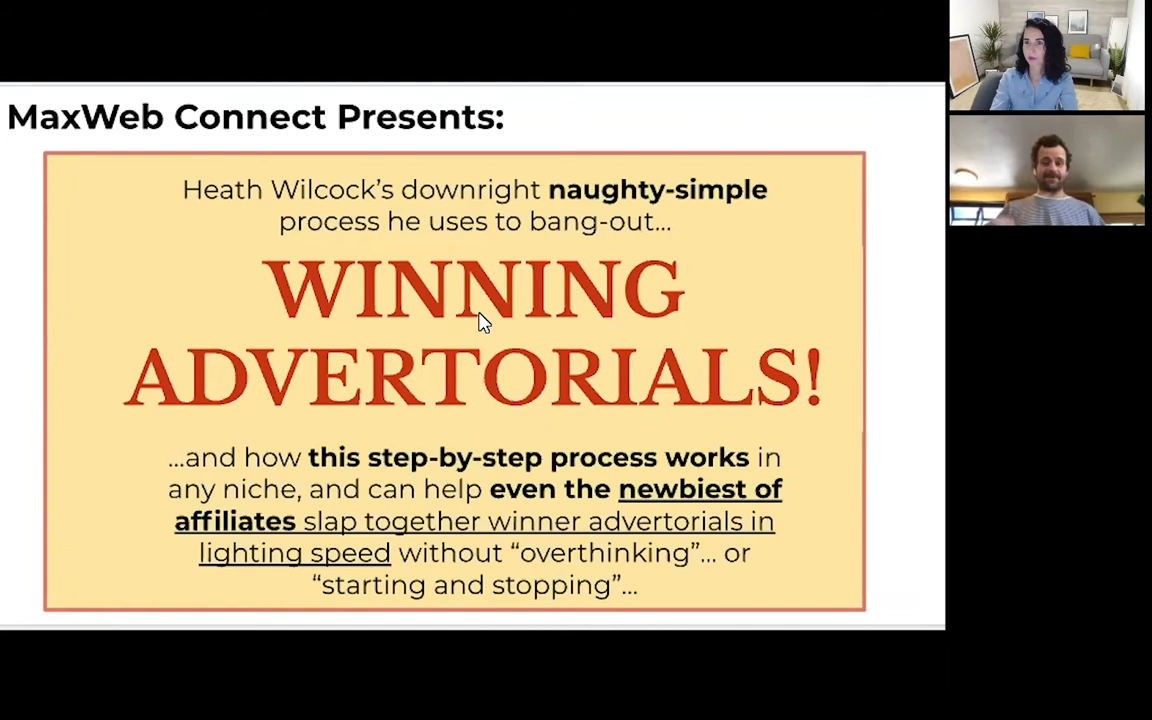 MaxWeb Connect Presents:
Heath Wilcock’s downright naughty-simple
process he uses to bang-out…
WINNING
ADVERTORIALS!
…and how this step-by-step process works in
any niche, and can help even the newbiest of
affiliates slap together winner advertorials in
lighting speed without “overthinking”… or
“starting and stopping”…